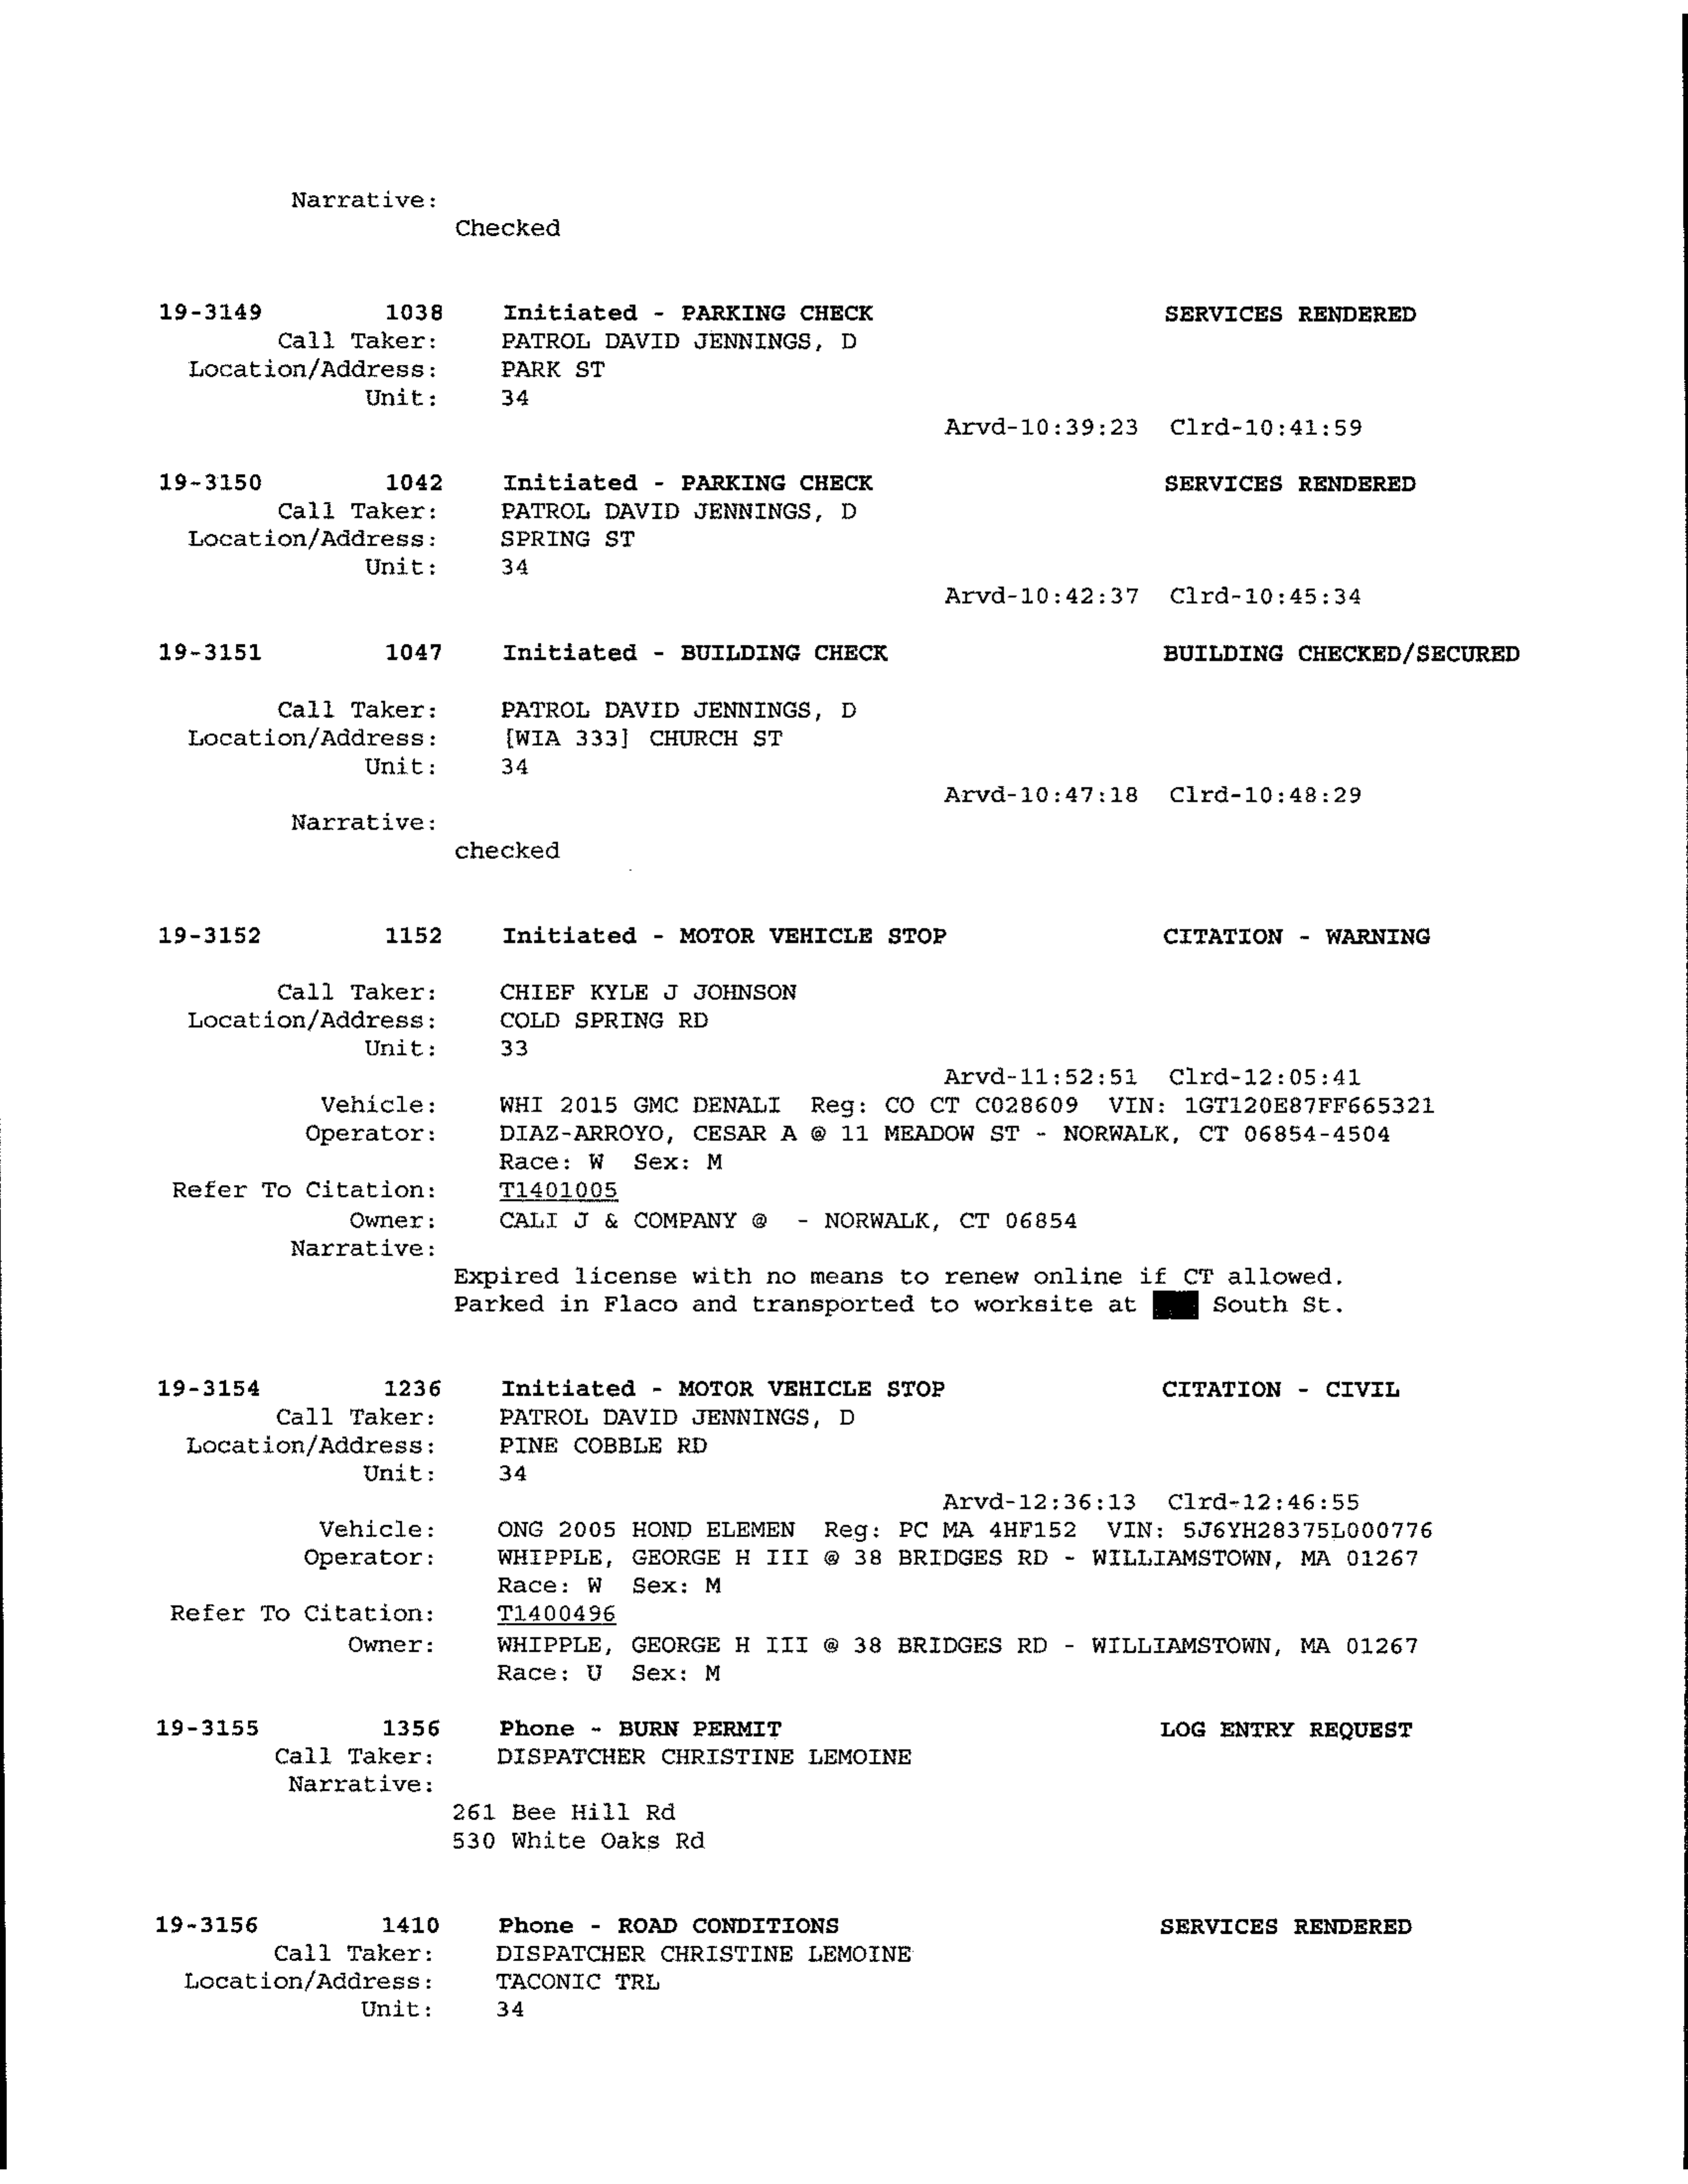 Narrative:
Checked
19-3149 1038 Initiated - PARKING CHECK SERVICES RENDERED
Call Taker: PATROL DAVID JENNINGS, D
Location/Address: PARK ST
Unit: 34
Arvd-10:39:23 Clrd-10:41:59
19-3150 1042 Initiated - PARKING CHECK SERVICES RENDERED
Call Taker: PATROL DAVID JENNINGS, D
Location/Address: SPRING ST
Unit: 34
Arvd-10:42:37 Clrd-10:45:34
19-3151 1047 Initiated - BUILDING CHECK BUILDING CHECKED/SECURED
Call Taker: PATROL DAVID JENNINGS, D
Location/Address: [WIA 333] CHURCH ST
Unit: 34
Arvd-10:47:18 Clrd-10:48:29
Narrative:
checked
19-3152 1152 Initiated - MOTOR VEHICLE STOP CITATION - WARNING
Call Taker: CHIEF KYLE J JOHNSON
Location/Address: COLD SPRING RD
Unit: 33
Arvd-11:52:51 Clrd-12:05:41
Vehicle: WHI 2015 GMC DENALI Reg: CO CT C028609 VIN: 1GT120E87FF665321
Operator: DIAZ-ARROYO, CESAR A @ 11 MEADOW ST - NORWALK, CT 06854-4504
Race: W Sex: M
Refer To Citation: T1401005
Owner: CALI J & COMPANY @ - NORWALK, CT 06854
Narrative:
Expired license with no means to renew online if CT allowed.
Parked in Flaco and transported to worksite at South St.
19-3154 1236 Initiated - MOTOR VEHICLE STOP CITATION - CIVIL
Call Taker: PATROL DAVID JENNINGS, D
Location/Address: PINE COBBLE RD
Unit: 34
Arvd-12:36:13 Clrd-12:46:55
Vehicle: ONG 2005 HOND ELEMEN Reg: PC MA 4HF152 VIN: 5J6YH28375L000776
Operator: WHIPPLE, GEORGE H III @ 38 BRIDGES RD - WILLIAMSTOWN, MA 01267
Race: W Sex: M
Refer To Citation: T1400496
Owner: WHIPPLE, GEORGE H III @ 38 BRIDGES RD - WILLIAMSTOWN, MA 01267
Race: U Sex: M
19-3155 1356 Phone - BURN PERMIT LOG ENTRY REQUEST
Call Taker: DISPATCHER CHRISTINE LEMOINE
Narrative:
261 Bee Hill Rd
530 White Oaks Rd
19-3156 1410 Phone - ROAD CONDITIONS SERVICES RENDERED
Call Taker: DISPATCHER CHRISTINE LEMOINE
Location/Address: TACONIC TRL
Unit: 34